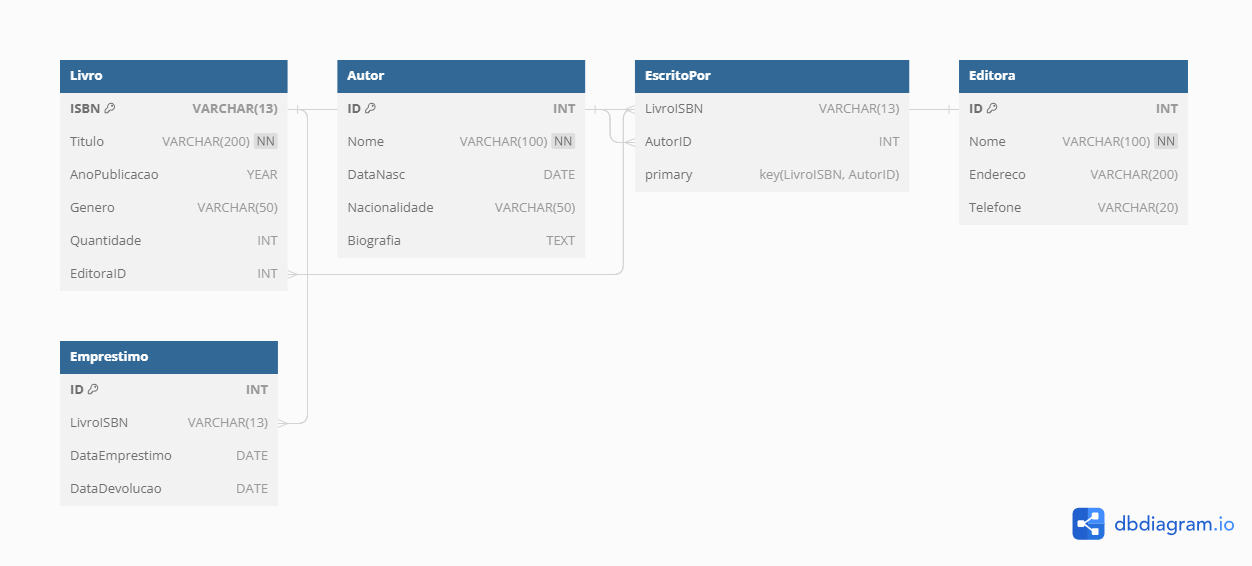 Livro
ISBN VARCHAR(13)
Titulo VARCHAR(200) NN
AnoPublicacao YEAR
Genero VARCHAR(50)
Quantidade INT
EditoraID INT
Autor
ID INT
Nome VARCHAR(100) NN
DataNasc DATE
Nacionalidade VARCHAR(50)
Biografia TEXT
EscritoPor
LivroISBN VARCHAR(13)
AutorID INT
primary key(LivroISBN, AutorID)
Editora
ID INT
Nome VARCHAR(100) NN
Endereco VARCHAR(200)
Telefone VARCHAR(20)
Emprestimo
ID INT
LivroISBN VARCHAR(13)
DataEmprestimo DATE
DataDevolucao DATE
dbdiagram.io